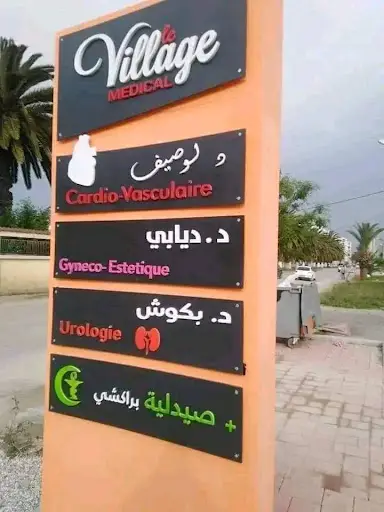 le
Village
MEDICAL
د لوصيف
Cardio-Vasculaire
د. ديابي
Gyneco-Estetique
د. بكوش
Urologie
+ صيدلية براكشي